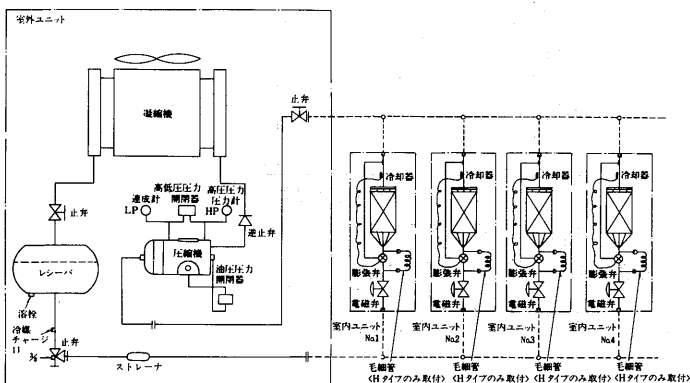 室外ユニット
凝縮機
止弁
高低圧圧力
開閉器
連成計
LP
高圧圧力
圧力計
HP
止弁
逆止弁
圧縮機
レシーバ
油圧圧力
開閉器
溶栓
冷媒
チャージ
口
止弁
ストレーナ
冷却器
冷却器
冷却器
冷却器
膨張弁
膨張弁
膨張弁
膨張弁
電磁弁
電磁弁
電磁弁
電磁弁
室内ユニット
No.1
室内ユニット
No.2
室内ユニット
No.3
室内ユニット
No.4
毛細管
〈Hタイプのみ取付〉
毛細管
〈Hタイプのみ取付〉
毛細管
〈Hタイプのみ取付〉
毛細管
〈Hタイプのみ取付〉